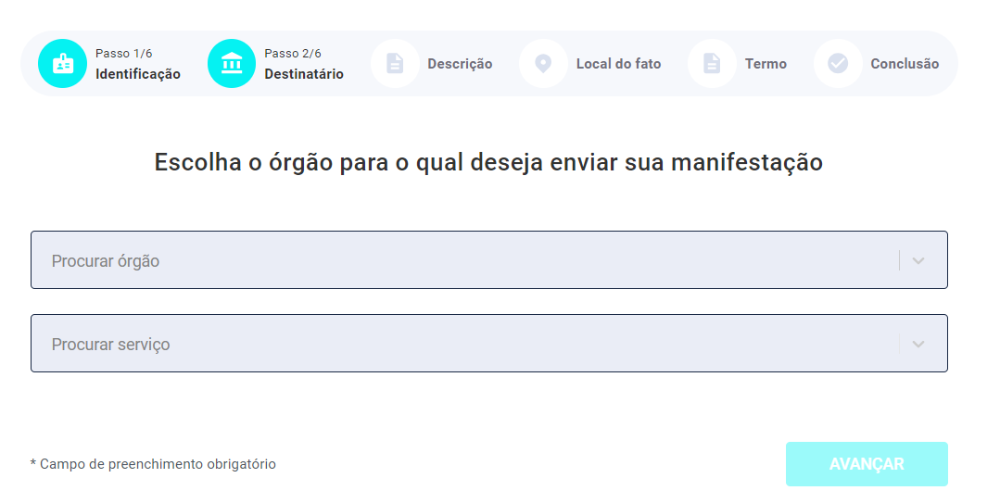 Passo 1/6
Identificação
Passo 2/6
Destinatário
Descrição
Local do fato
Termo
Conclusão
Escolha o órgão para o qual deseja enviar sua manifestação
Procurar órgão
Procurar serviço
* Campo de preenchimento obrigatório
AVANÇAR